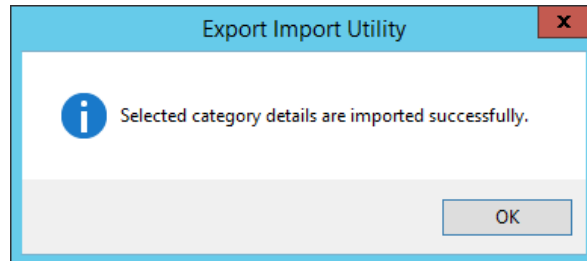 Export Import Utility
x
Selected category details are imported successfully.
OK